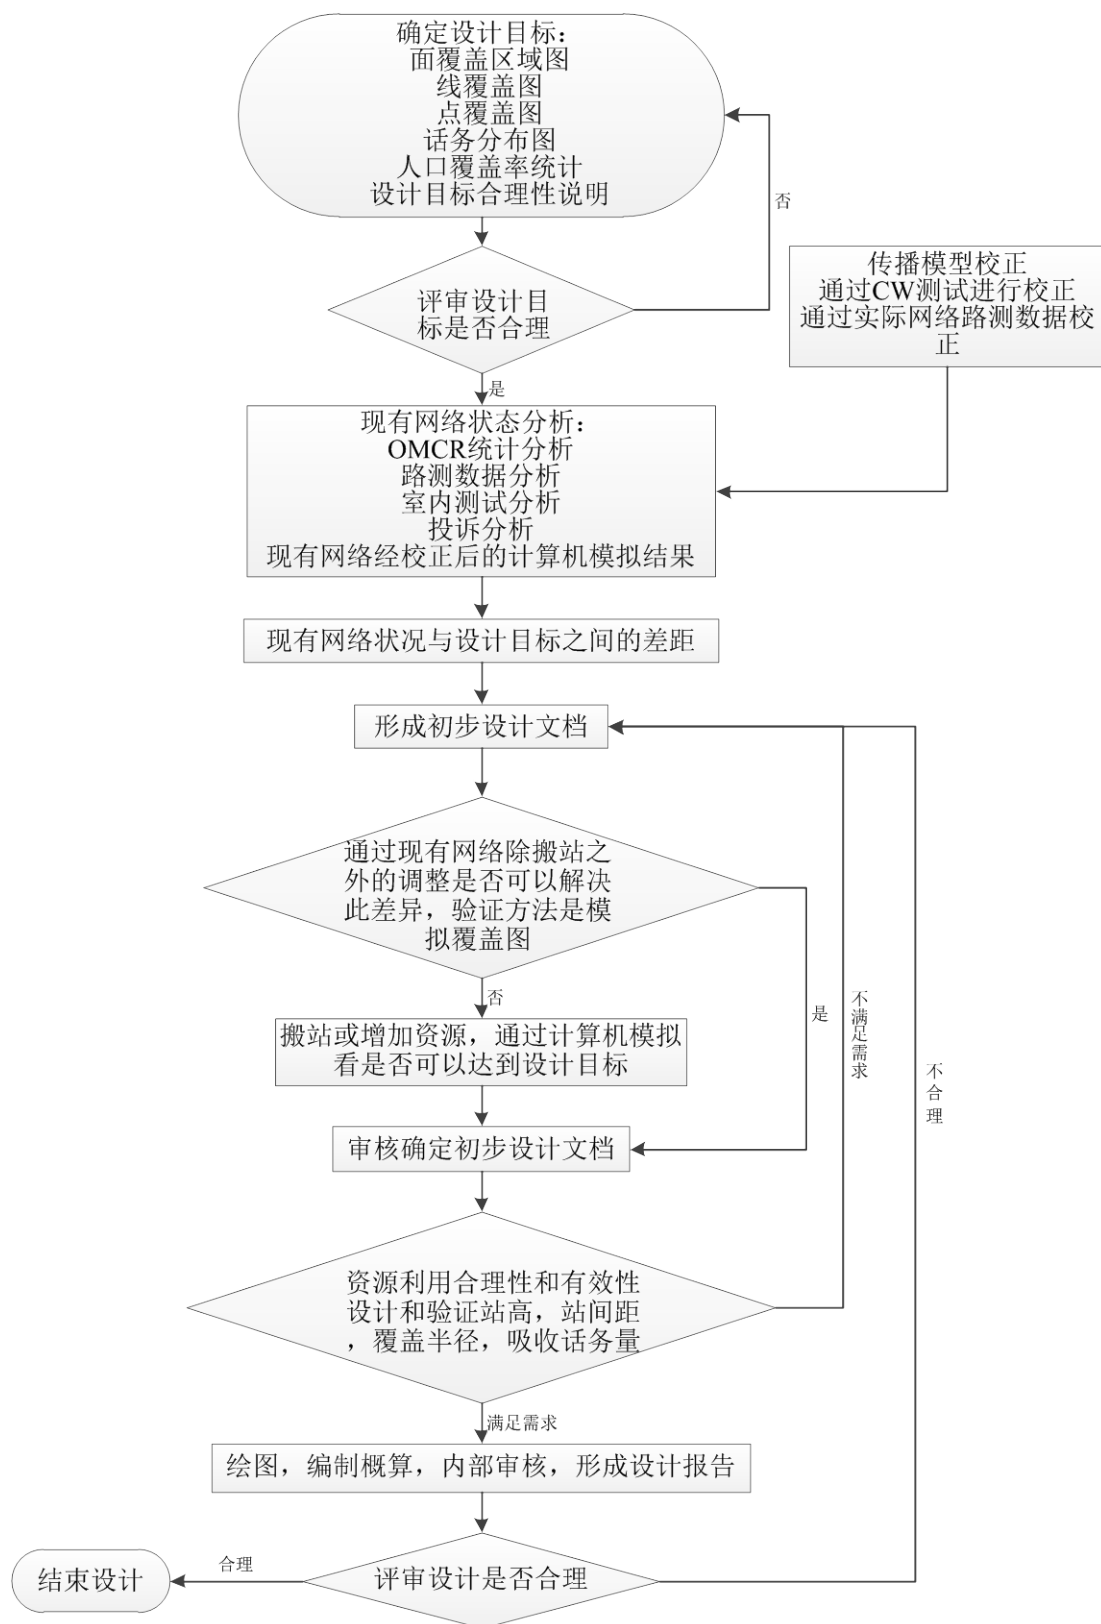 确定设计目标：
面覆盖区域图
线覆盖图
点覆盖图
话务分布图
人口覆盖率统计
设计目标合理性说明
否
评审设计目
标是否合理
传播模型校正
通过CW测试进行校正
通过实际网络路测数据校
正
是
现有网络状态分析：
OMCR统计分析
路测数据分析
室内测试分析
投诉分析
现有网络经校正后的计算机模拟结果
现有网络状况与设计目标之间的差距
形成初步设计文档
通过现有网络除搬站之
外的调整是否可以解决
此差异，验证方法是模
拟覆盖图
否
是
不满足需求
不合理
搬站或增加资源，通过计算机模拟
看是否可以达到设计目标
审核确定初步设计文档
资源利用合理性和有效性
设计和验证站高，站间距
，覆盖半径，吸收话务量
满足需求
绘图，编制概算，内部审核，形成设计报告
合理
结束设计
评审设计是否合理